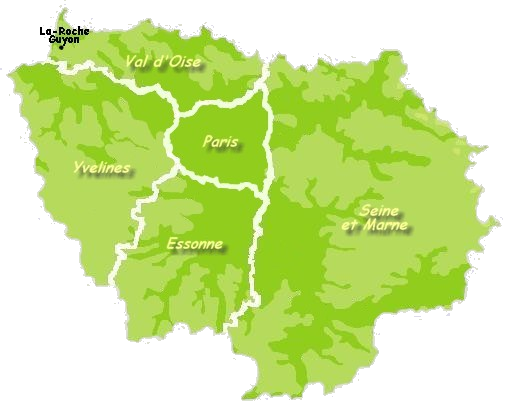 La-Roche
Guyon
Val d'Oise
Paris
Yvelines
Seine
et Marne
Essonne